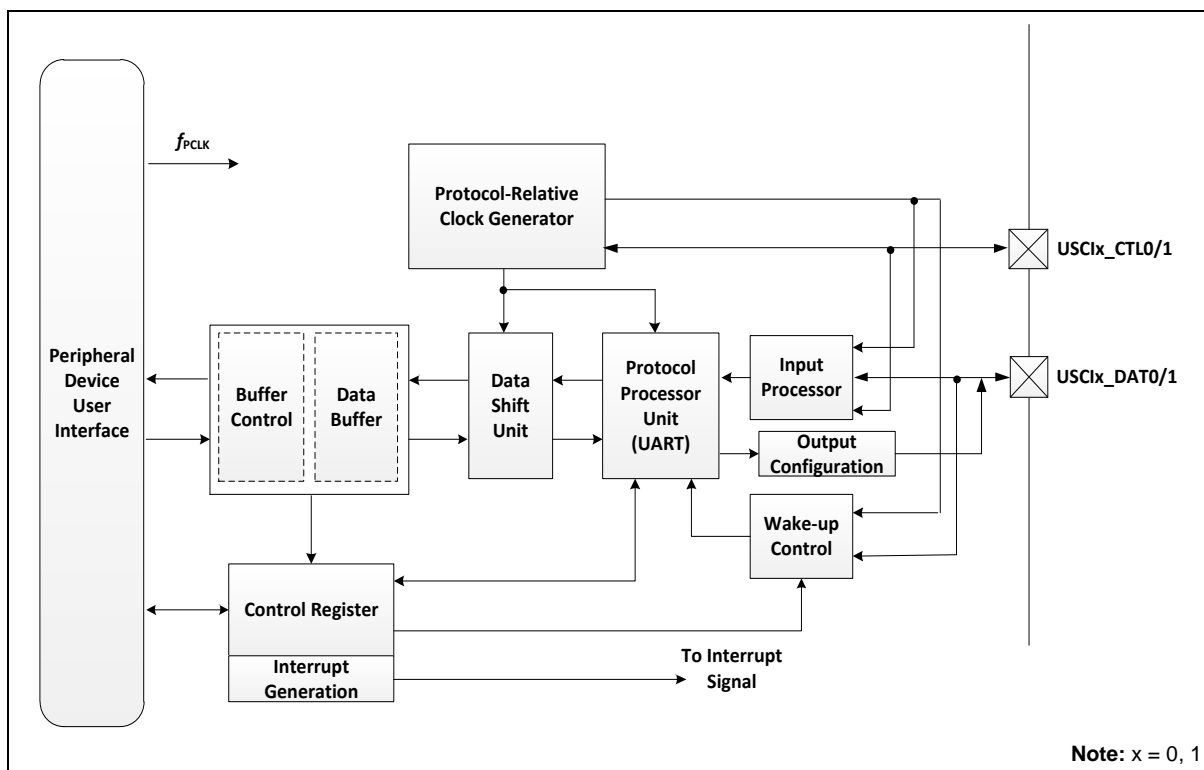 fPCLK
Protocol-Relative
Clock Generator
USCIx_CTL0/1
Peripheral
Device
User
Interface
Buffer
Control
Data
Buffer
Data
Shift
Unit
Protocol
Processor
Unit
(UART)
Input
Processor
USCIx_DAT0/1
Output
Configuration
Wake-up
Control
Control Register
Interrupt
Generation
To Interrupt
Signal
Note: x = 0, 1